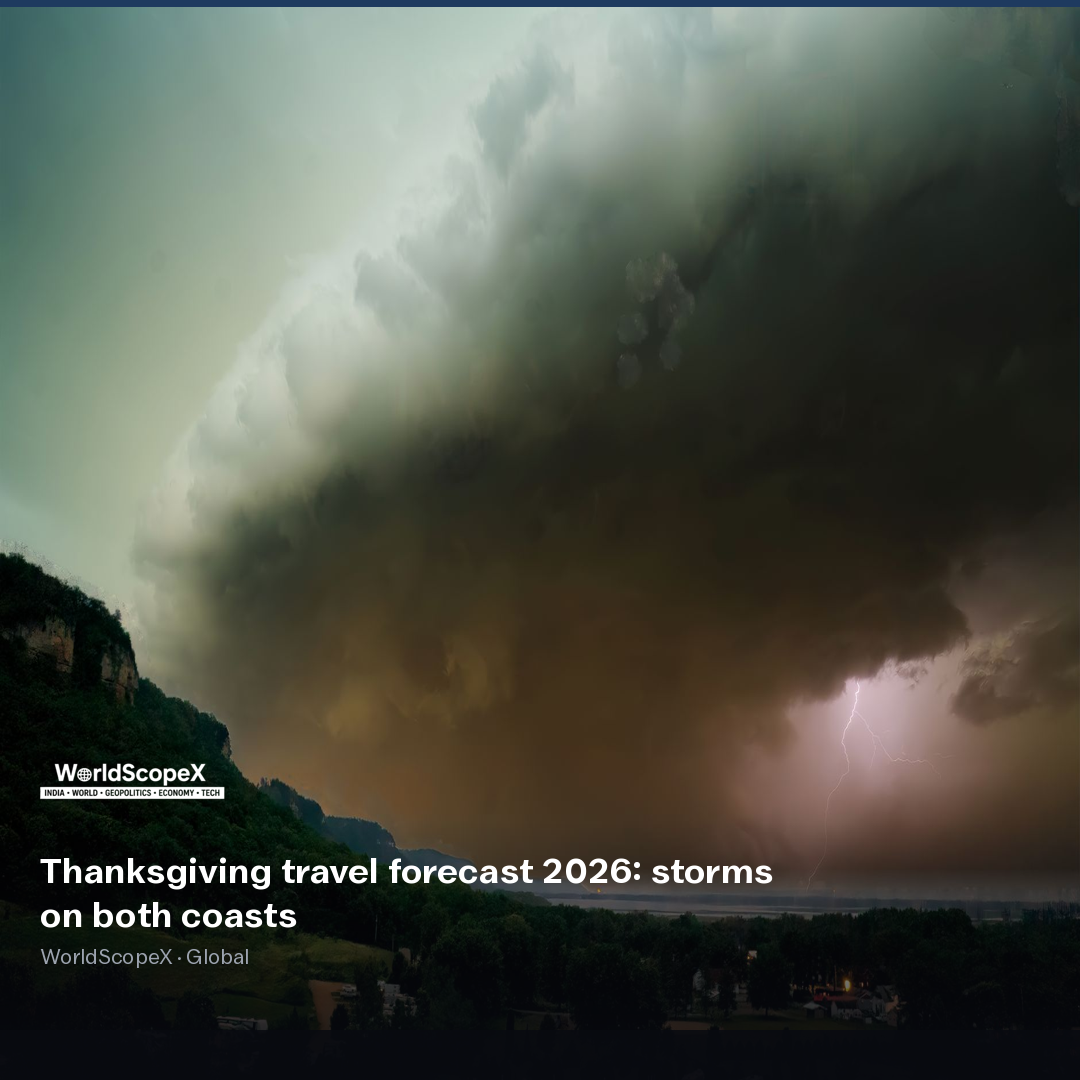 WorldScopeX
INDIA • WORLD • GEOPOLITICS • ECONOMY • TECH
Thanksgiving travel forecast 2026: storms
on both coasts
WorldScopeX · Global